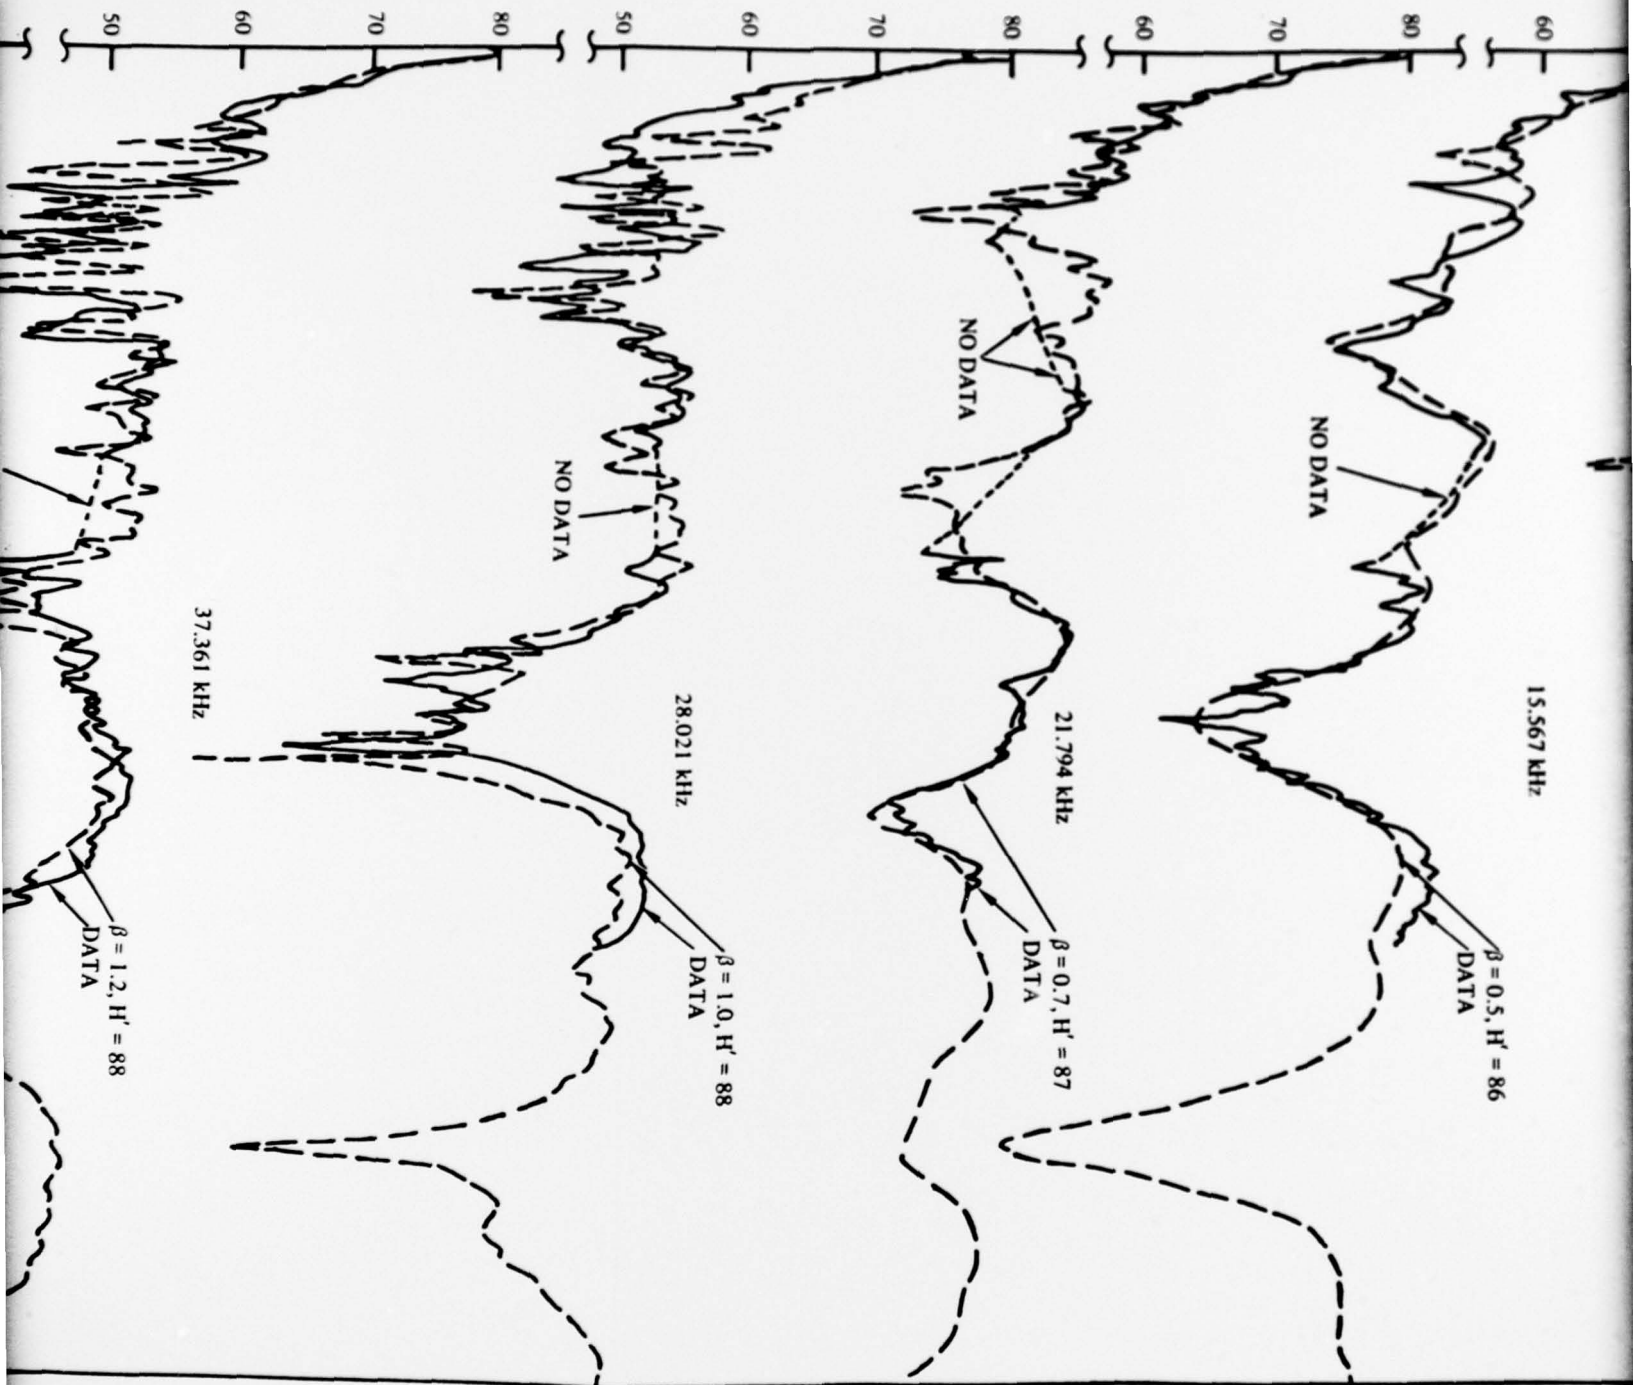 60
15.567 kHz
β = 0.5, H' = 86
DATA
80
NO DATA
70
60
21.794 kHz
β = 0.7, H' = 87
DATA
80
NO DATA
70
60
β = 1.0, H' = 88
DATA
28.021 kHz
50
NO DATA
80
70
60
37.361 kHz
β = 1.2, H' = 88
50
DATA